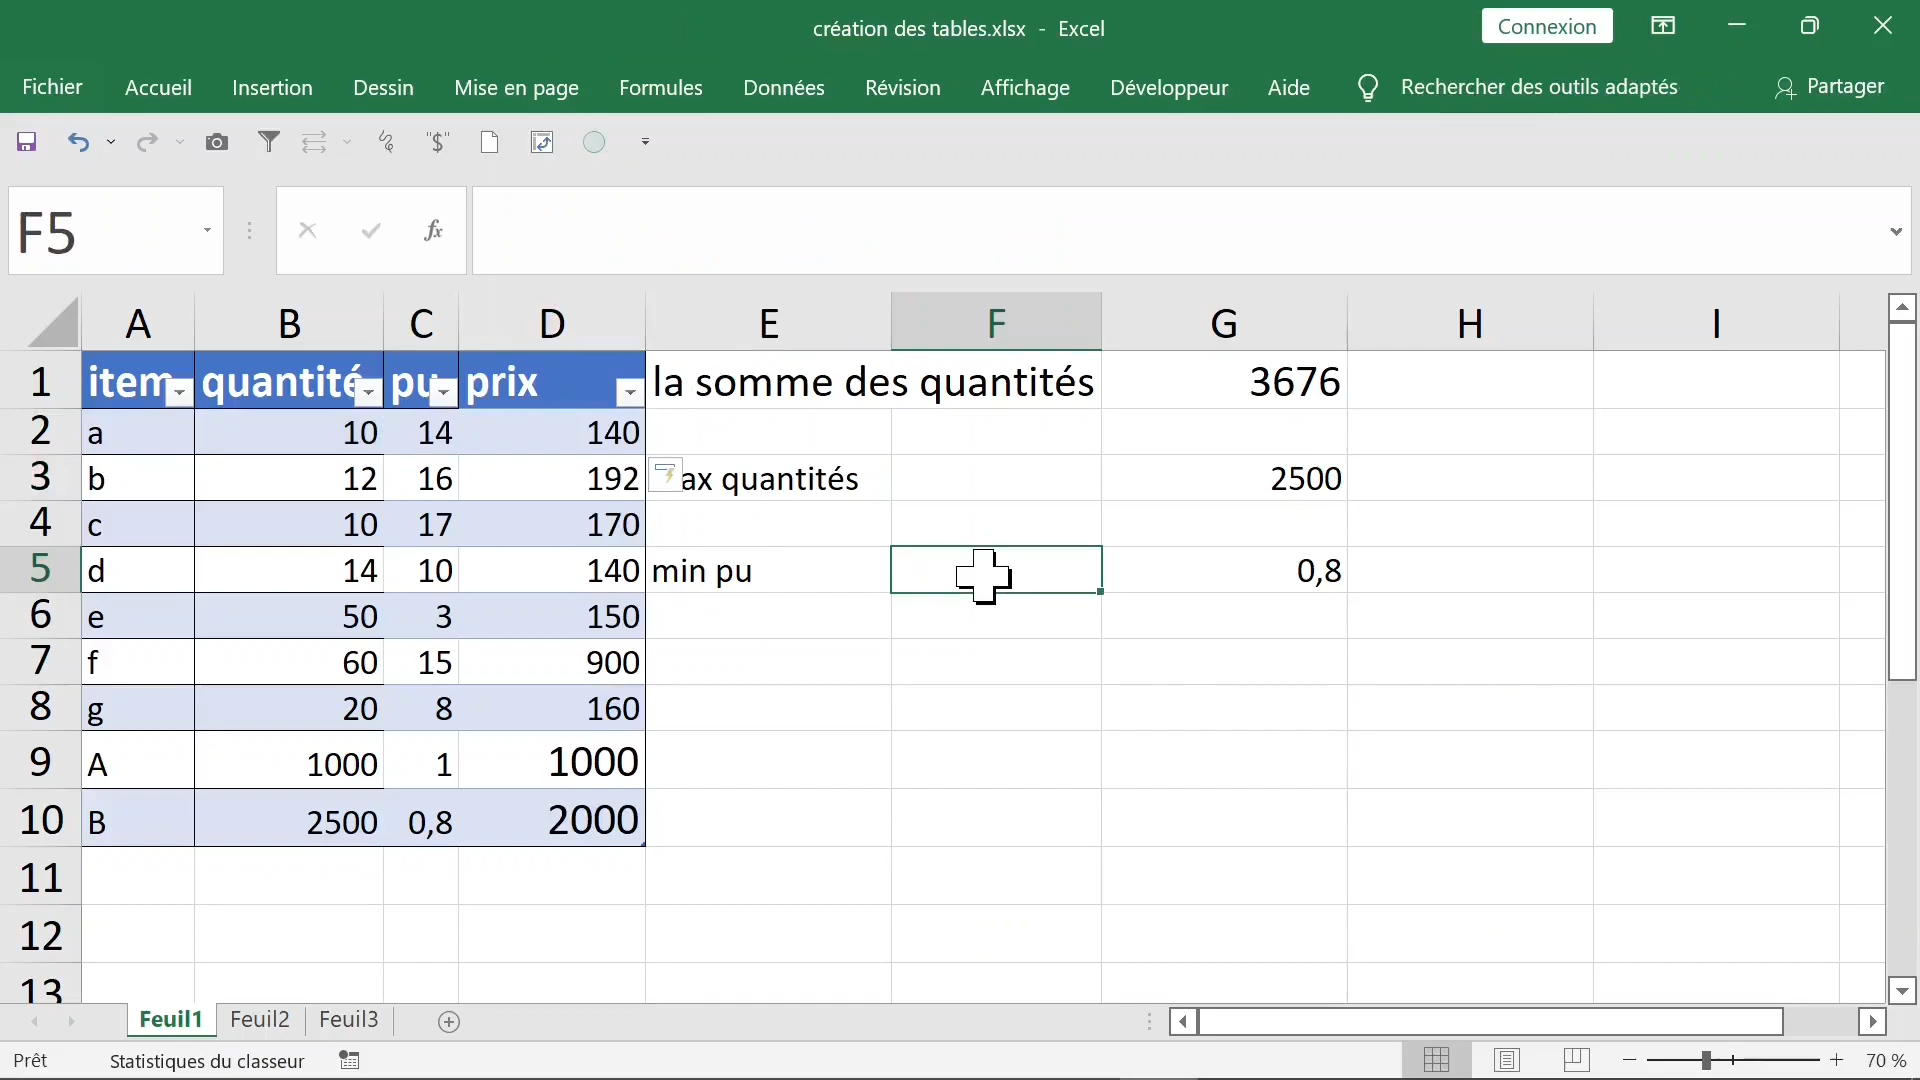 création des tables.xlsx - Excel
Connexion
Fichier Accueil Insertion Dessin Mise en page Formules Données Révision Affichage Développeur Aide Rechercher des outils adaptés Partager
"$"
F5 fx
A B C D E F G H I
1 item quantité pu prix la somme des quantités 3676
2 a 10 14 140
3 b 12 16 192 ax quantités 2500
4 c 10 17 170
5 d 14 10 140 min pu 0,8
6 e 50 3 150
7 f 60 15 900
8 g 20 8 160
9 A 1000 1 1000
10 B 2500 0,8 2000
11
12
13
Feuil1 Feuil2 Feuil3
Prêt Statistiques du classeur 70 %